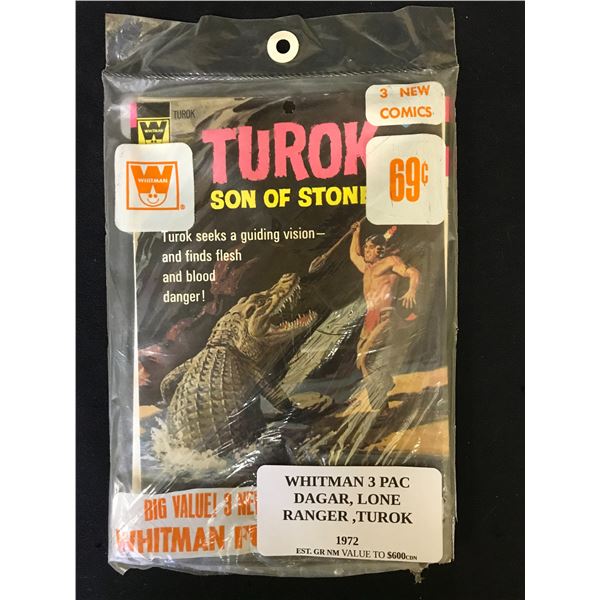 3 NEW
COMICS
WHITMAN
TUROK
TUROK
SON OF STONE
WHITMAN
®
69¢
Turok seeks a guiding vision—
and finds flesh
and blood
danger!
BIG VALUE! 3 NEW
WHITMAN
WHITMAN 3 PAC
DAGAR, LONE
RANGER ,TUROK
1972
EST. GR NM VALUE TO $600CDN